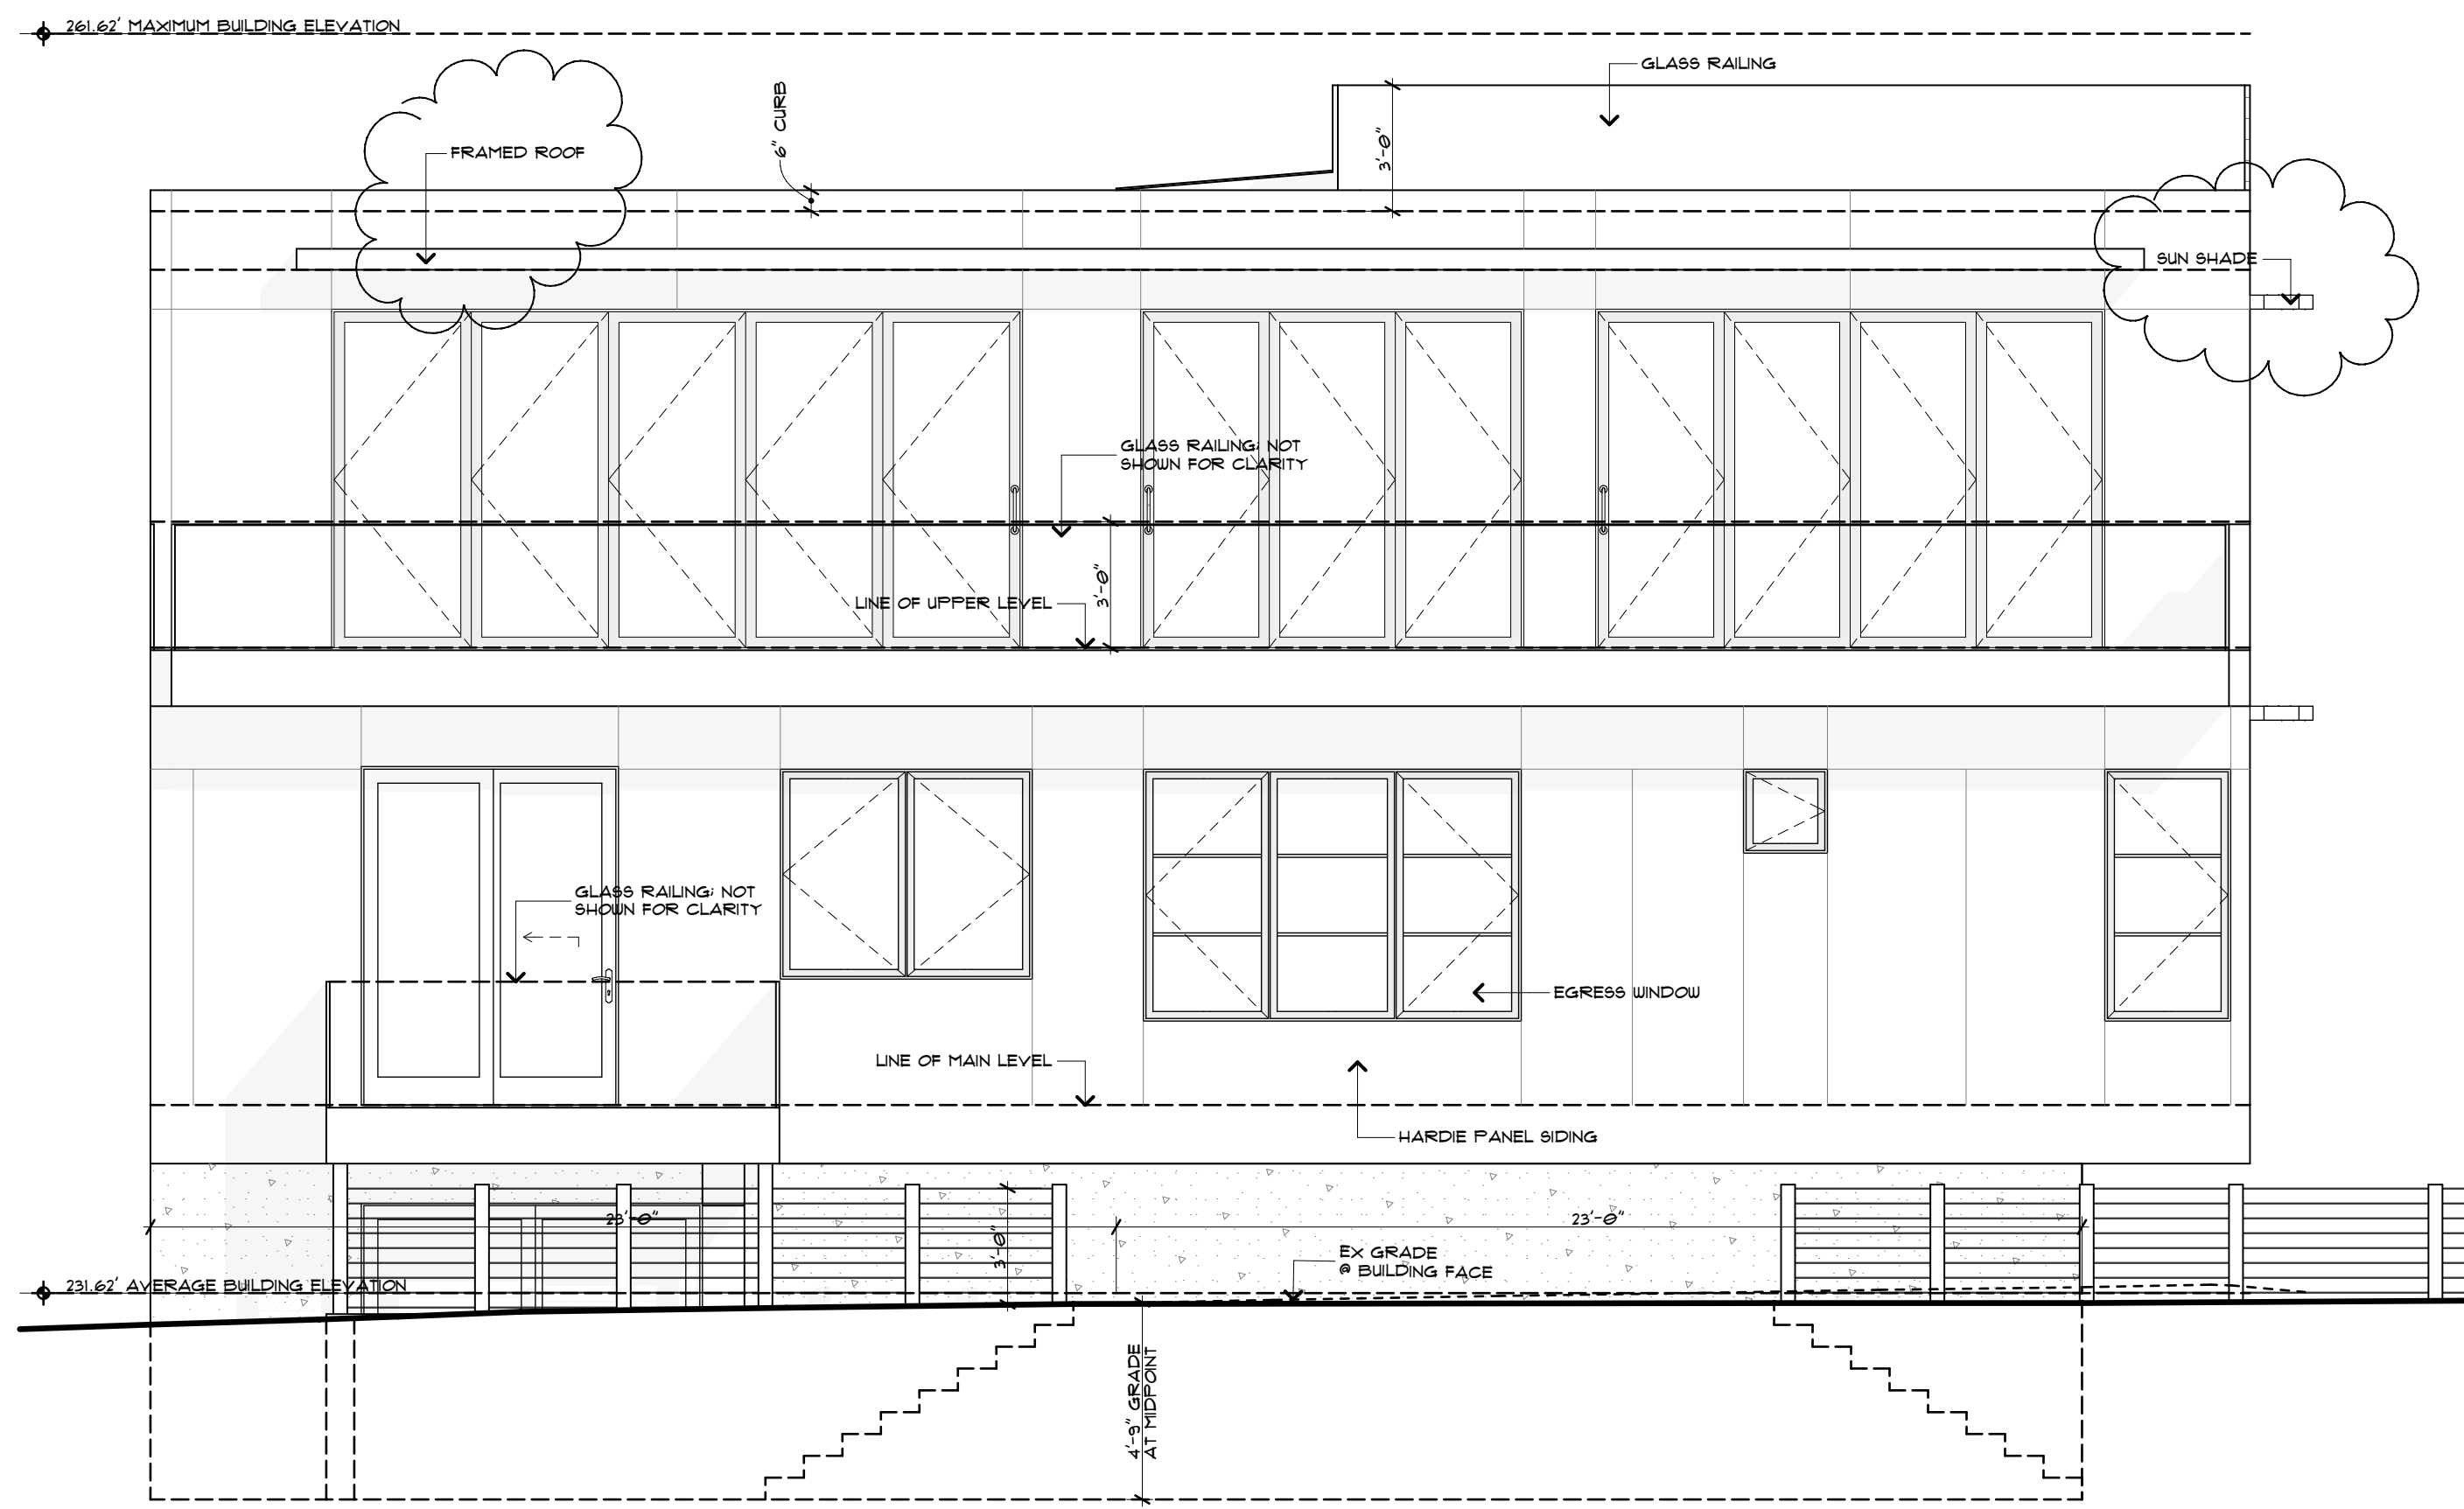 261.62' MAXIMUM BUILDING ELEVATION
GLASS RAILING
6" CURB
3'-0"
FRAMED ROOF
SUN SHADE
GLASS RAILING; NOT
SHOWN FOR CLARITY
LINE OF UPPER LEVEL
3'-0"
GLASS RAILING; NOT
SHOWN FOR CLARITY
EGRESS WINDOW
LINE OF MAIN LEVEL
HARDIE PANEL SIDING
23'-0"
23'-0"
3'-0"
EX GRADE
@ BUILDING FACE
231.62' AVERAGE BUILDING ELEVATION
4'-9" GRADE
AT MIDPOINT